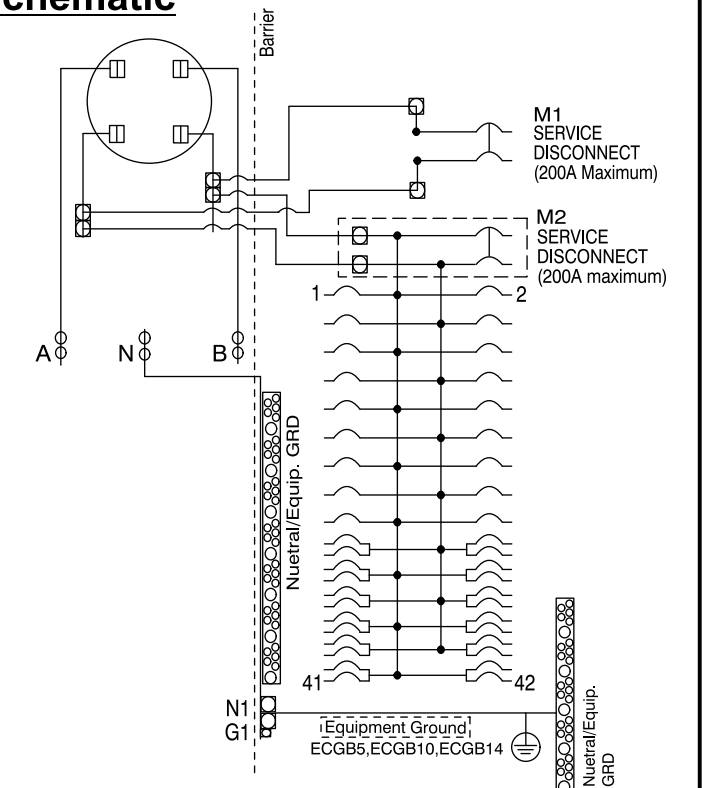 Schematic
Barrier
M1
SERVICE
DISCONNECT
(200A Maximum)
M2
SERVICE
DISCONNECT
(200A maximum)
1
2
A
N
B
Nuetral/Equip. GRD
41
42
N1
G1
Equipment Ground
ECGB5,ECGB10,ECGB14
Nuetral/Equip.
GRD